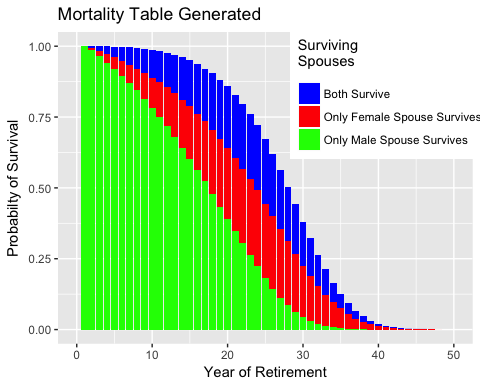 Mortality Table Generated
Surviving
Spouses
Both Survive
Only Female Spouse Survives
Only Male Spouse Survives
Probabilty of Survival
1.00
0.75
0.50
0.25
0.00
0
10
20
30
40
50
Year of Retirement